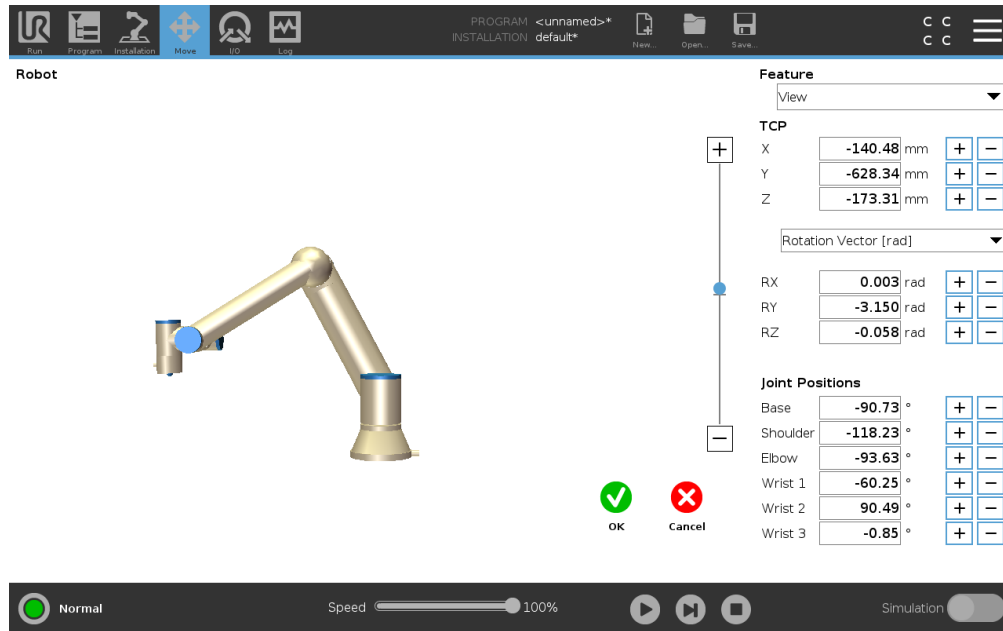 PROGRAM <unnamed>*
INSTALLATION default*
Run Program Installation Move I/O Log New... Open... Save...
C C
C C
Robot
Feature
View
TCP
X -140.48 mm + −
Y -628.34 mm + −
Z -173.31 mm + −
Rotation Vector [rad]
RX 0.003 rad + −
RY -3.150 rad + −
RZ -0.058 rad + −
Joint Positions
Base -90.73 ° + −
Shoulder -118.23 ° + −
Elbow -93.63 ° + −
Wrist 1 -60.25 ° + −
Wrist 2 90.49 ° + −
Wrist 3 -0.85 ° + −
OK Cancel
Normal Speed 100% Simulation